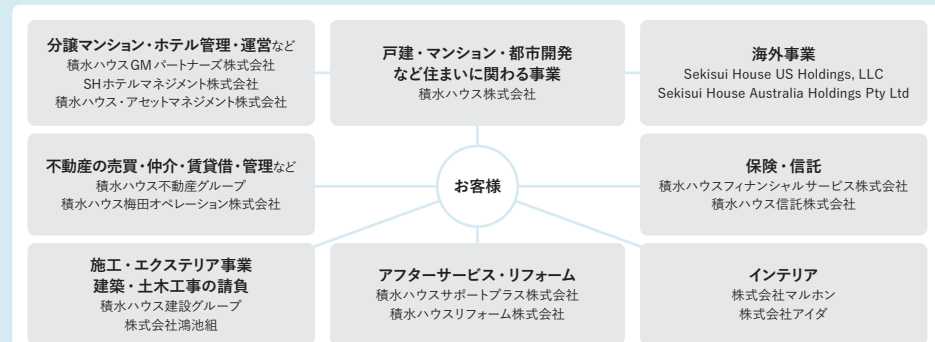 分譲マンション・ホテル管理・運営など
積水ハウスGMパートナーズ株式会社
SHホテルマネジメント株式会社
積水ハウス・アセットマネジメント株式会社
戸建・マンション・都市開発
など住まいに関わる事業
積水ハウス株式会社
海外事業
Sekisui House US Holdings, LLC
Sekisui House Australia Holdings Pty Ltd
不動産の売買・仲介・賃貸借・管理など
積水ハウス不動産グループ
積水ハウス梅田オペレーション株式会社
お客様
保険・信託
積水ハウスフィナンシャルサービス株式会社
積水ハウス信託株式会社
施工・エクステリア事業
建築・土木工事の請負
積水ハウス建設グループ
株式会社鴻池組
アフターサービス・リフォーム
積水ハウスサポートプラス株式会社
積水ハウスリフォーム株式会社
インテリア
株式会社マルホン
株式会社アイダ